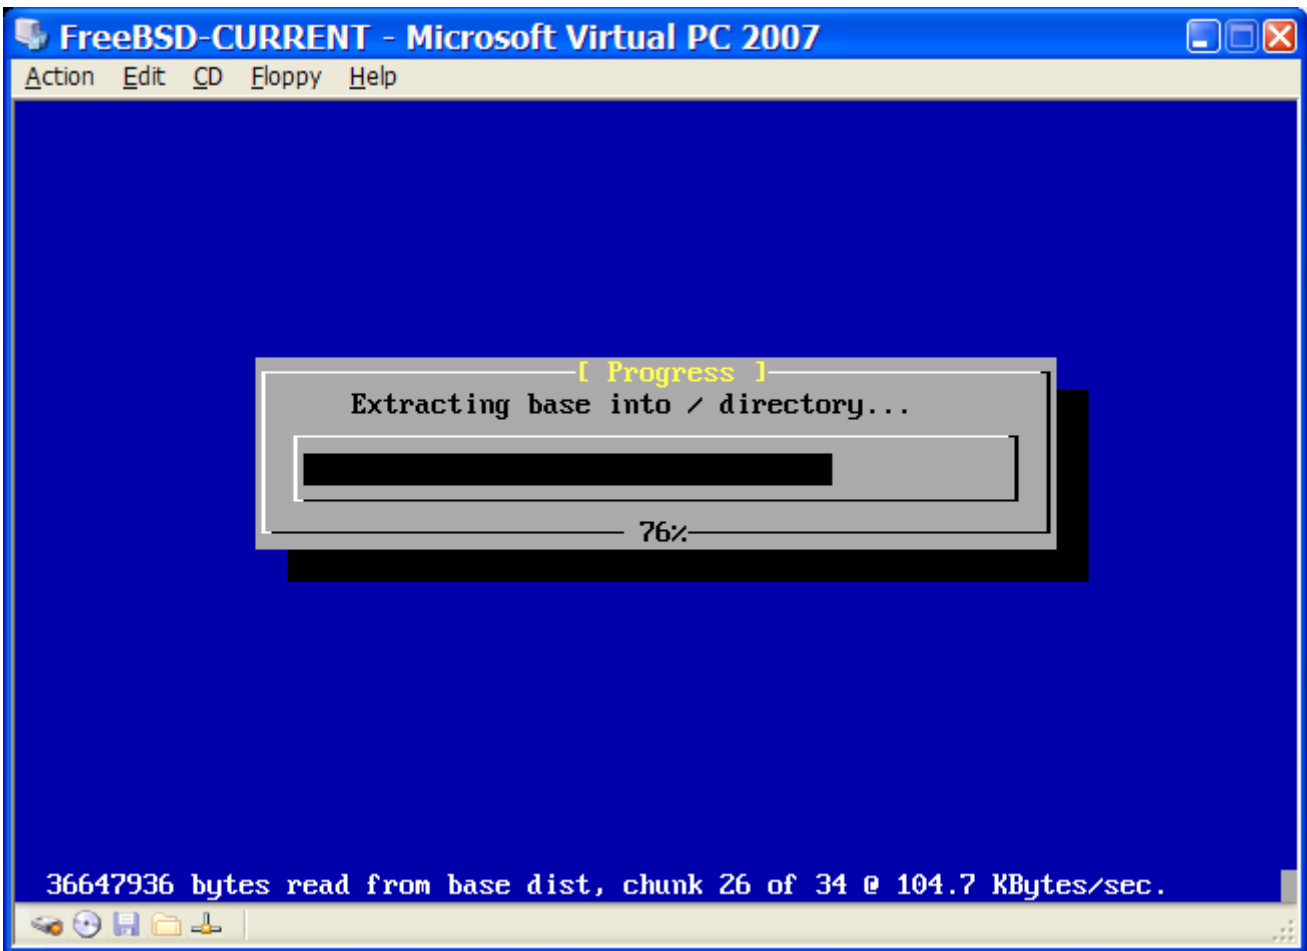 FreeBSD-CURRENT - Microsoft Virtual PC 2007
Action Edit CD Floppy Help
[ Progress ]
Extracting base into / directory...
76%
36647936 bytes read from base dist, chunk 26 of 34 @ 104.7 KBytes/sec.